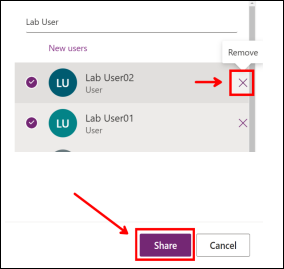 Lab User
New users
Remove
LU Lab User02
User
LU Lab User01
User
Share Cancel